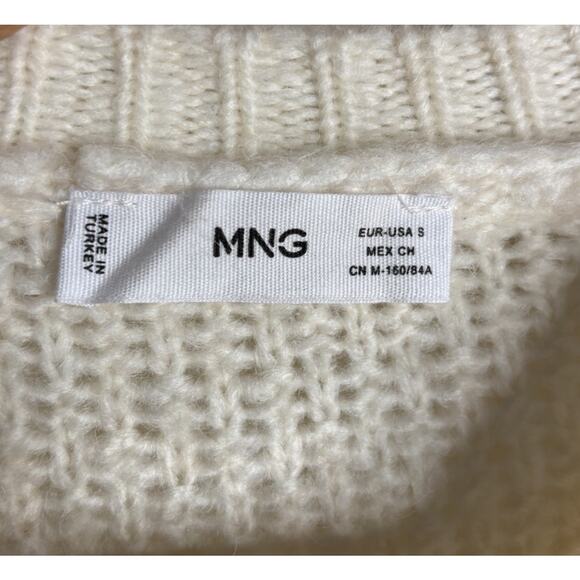 MADE IN
TURKEY
MNG
EUR-USA S
MEX CH
CN M-160/84A